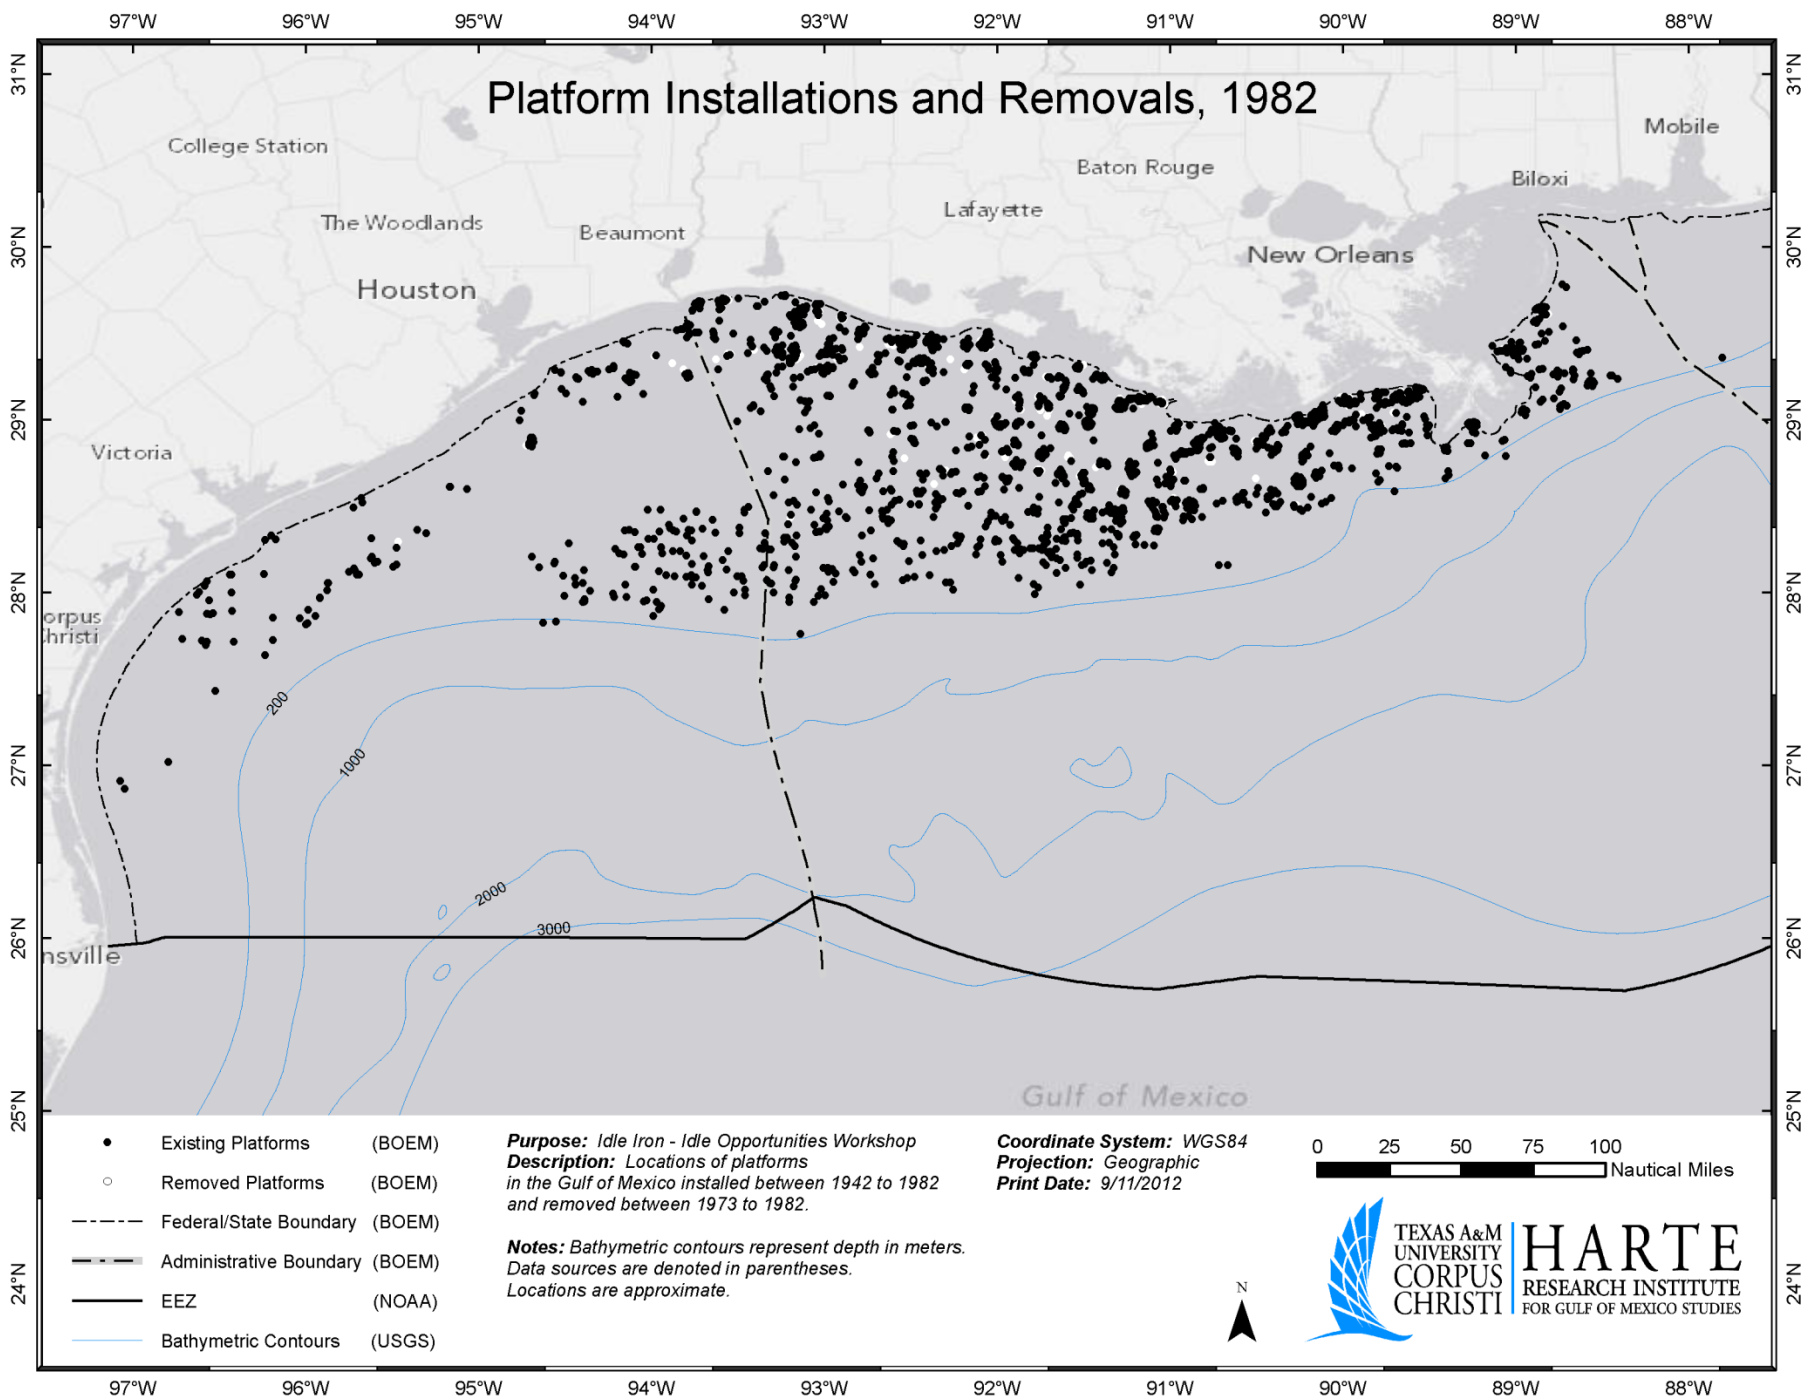 97°W 96°W 95°W 94°W 93°W 92°W 91°W 90°W 89°W 88°W
Platform Installations and Removals, 1982
31°N 31°N
Mobile
College Station
Baton Rouge
Biloxi
Lafayette
The Woodlands
Beaumont
30°N 30°N
New Orleans
Houston
29°N 29°N
Victoria
28°N 28°N
orpus
Christi
200
1000
27°N 27°N
2000
3000
26°N 26°N
nsville
Gulf of Mexico
25°N 25°N
Existing Platforms (BOEM)
Removed Platforms (BOEM)
Federal/State Boundary (BOEM)
Administrative Boundary (BOEM)
EEZ (NOAA)
Bathymetric Contours (USGS)
Purpose: Idle Iron - Idle Opportunities Workshop
Description: Locations of platforms
in the Gulf of Mexico installed between 1942 to 1982
and removed between 1973 to 1982.
Notes: Bathymetric contours represent depth in meters.
Data sources are denoted in parentheses.
Locations are approximate.
Coordinate System: WGS84
Projection: Geographic
Print Date: 9/11/2012
0 25 50 75 100
Nautical Miles
N
TEXAS A&M
UNIVERSITY
CORPUS
CHRISTI
HARTE
RESEARCH INSTITUTE
FOR GULF OF MEXICO STUDIES
24°N 24°N
97°W 96°W 95°W 94°W 93°W 92°W 91°W 90°W 89°W 88°W